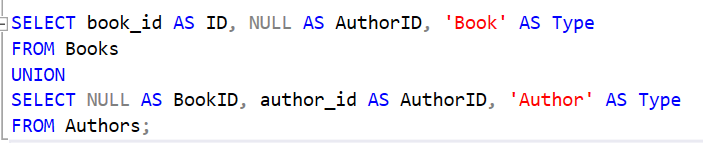 SELECT book_id AS ID, NULL AS AuthorID, 'Book' AS Type
FROM Books
UNION
SELECT NULL AS BookID, author_id AS AuthorID, 'Author' AS Type
FROM Authors;